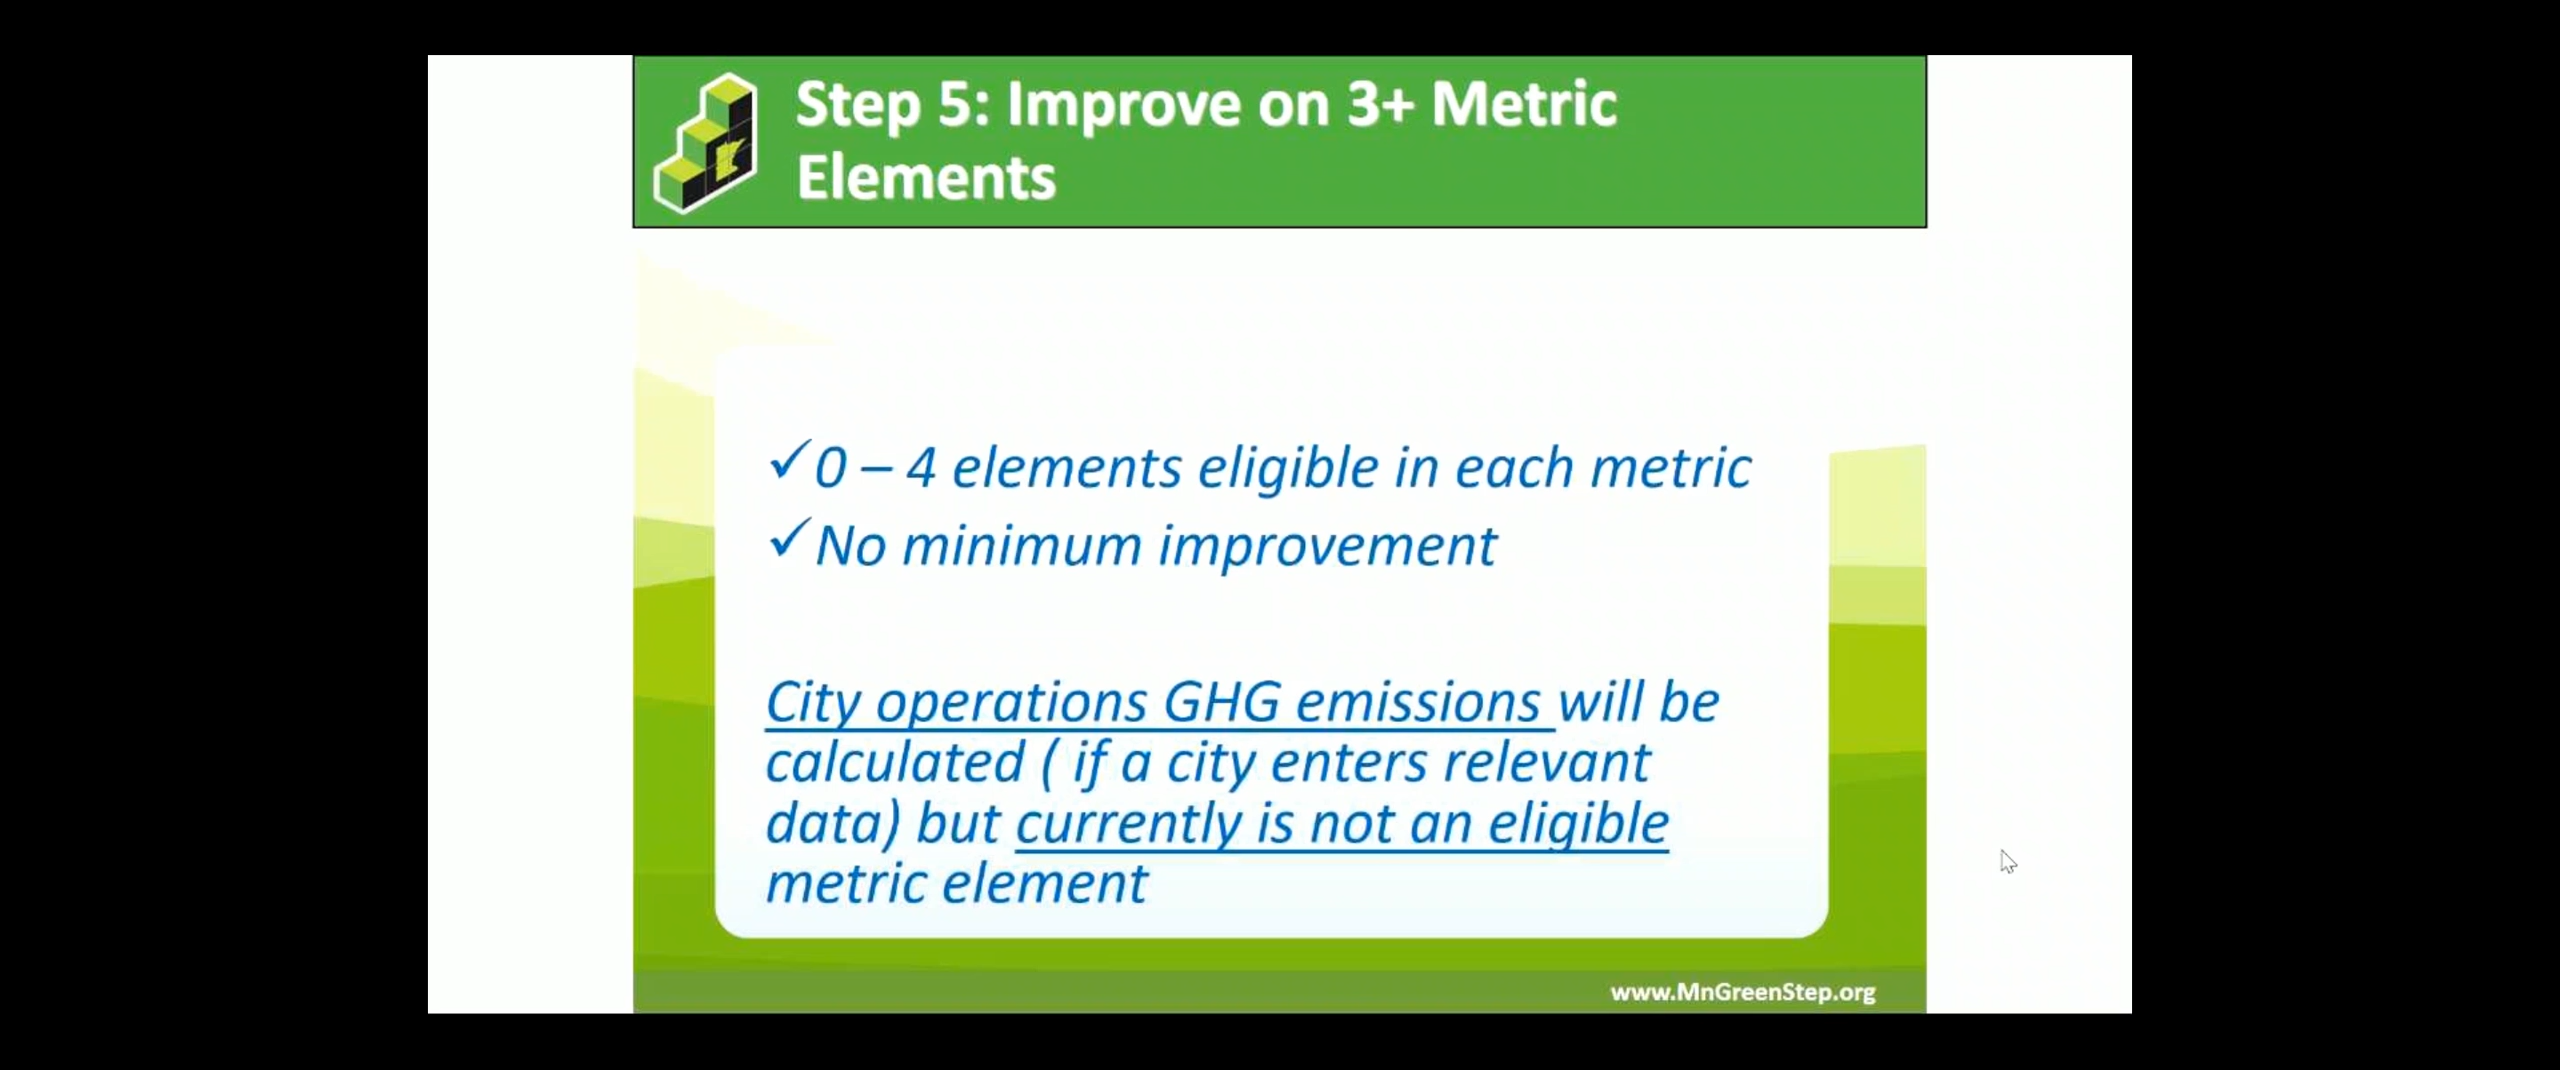 Step 5: Improve on 3+ Metric
Elements
✓0 – 4 elements eligible in each metric
✓No minimum improvement
City operations GHG emissions will be
calculated ( if a city enters relevant
data) but currently is not an eligible
metric element
www.MnGreenStep.org